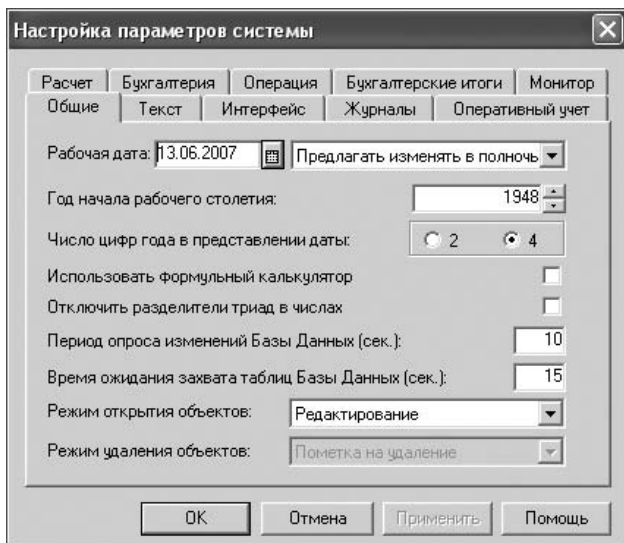 Настройка параметров системы
Расчет Бухгалтерия Операция Бухгалтерские итоги Монитор
Общие Текст Интерфейс Журналы Оперативный учет
Рабочая дата: 13.06.2007 Предлагать изменять в полночь
Год начала рабочего столетия: 1948
Число цифр года в представлении даты: 2 4
Использовать формульный калькулятор
Отключить разделители триад в числах
Период опроса изменений Базы Данных (сек.): 10
Время ожидания захвата таблиц Базы Данных (сек.): 15
Режим открытия объектов: Редактирование
Режим удаления объектов: Пометка на удаление
OK Отмена Применить Помощь